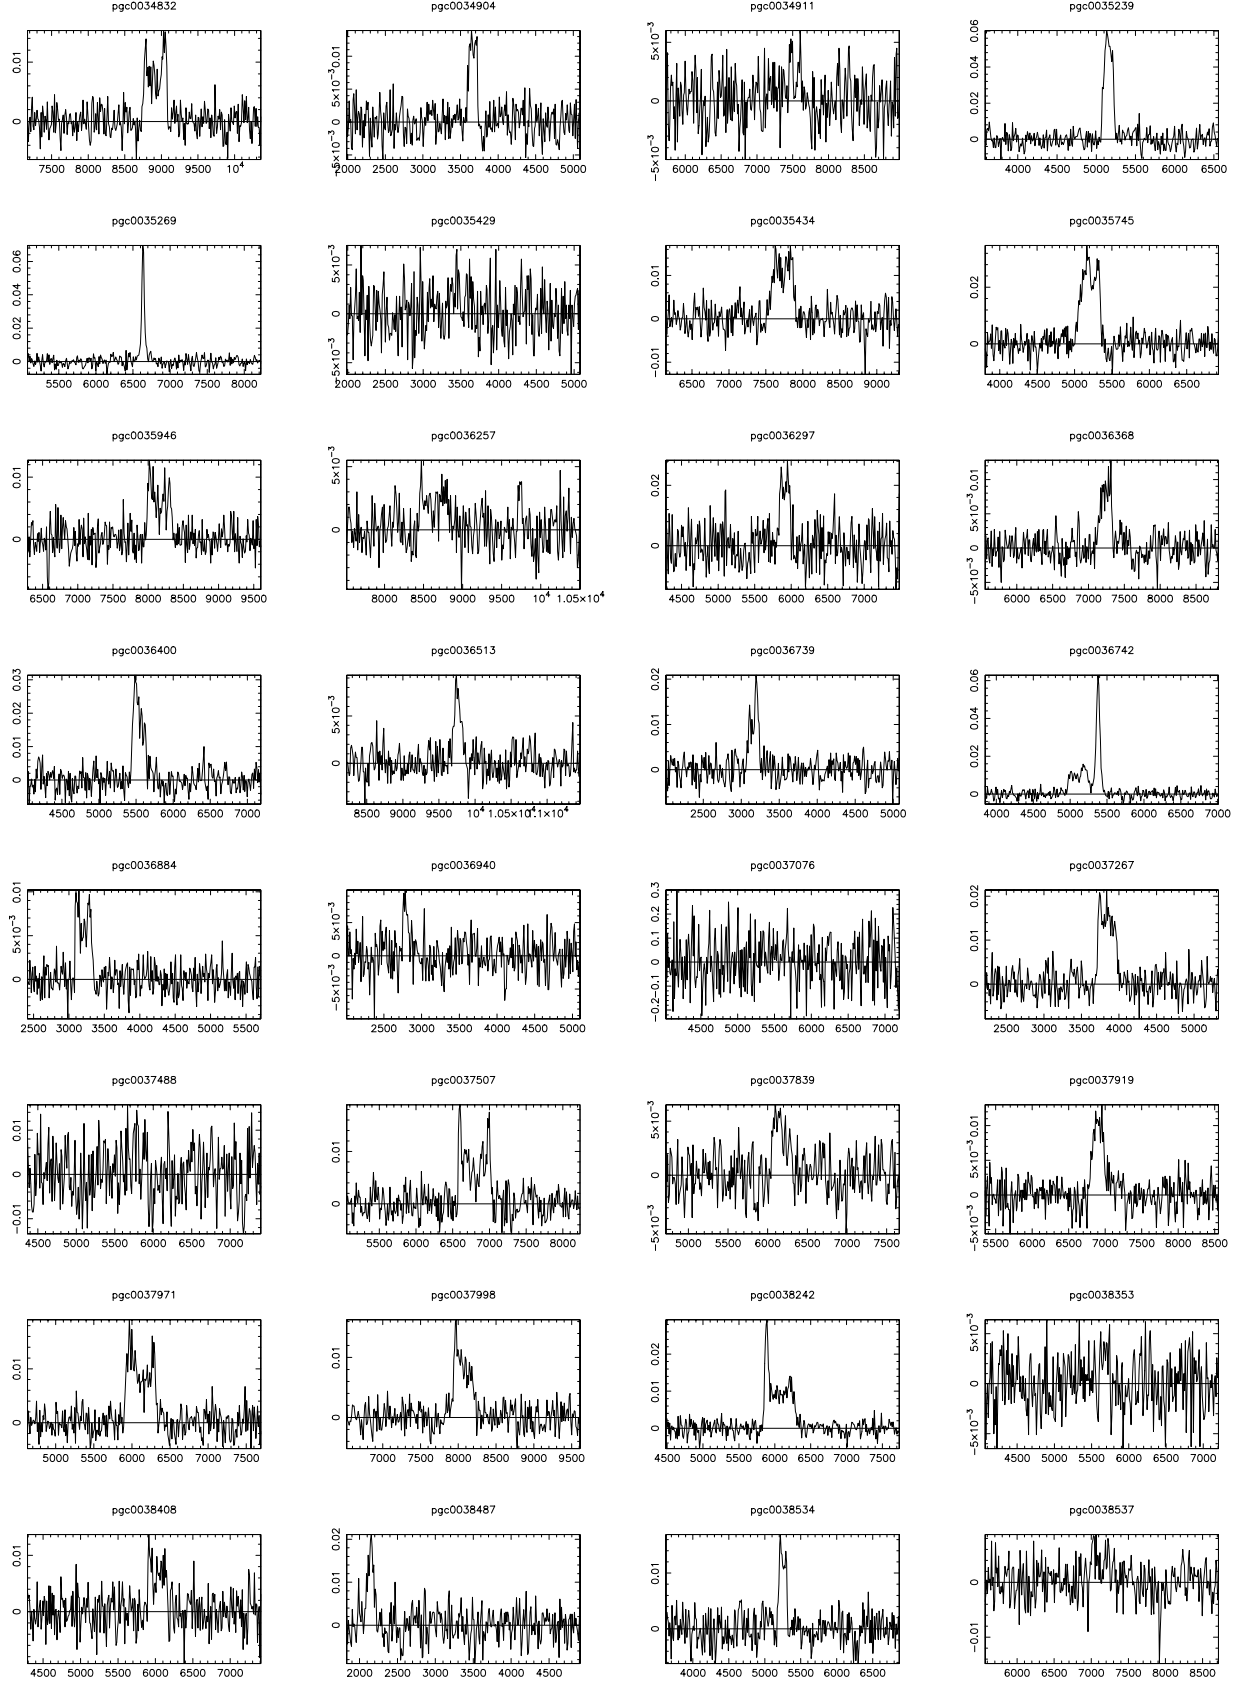 pgc0034832 pgc0034904 pgc0034911 pgc0035239
0 0.01
7500 8000 8500 9000 9500 10⁴
−5×10⁻³ 0 5×10⁻³ 0.01
2000 2500 3000 3500 4000 4500 5000
−5×10⁻³ 0 5×10⁻³
6000 6500 7000 7500 8000 8500
0 0.02 0.04 0.06
4000 4500 5000 5500 6000 6500
pgc0035269 pgc0035429 pgc0035434 pgc0035745
0 0.02 0.04 0.06
5500 6000 6500 7000 7500 8000
−5×10⁻³ 0 5×10⁻³
2000 2500 3000 3500 4000 4500 5000
−0.01 0 0.01
6500 7000 7500 8000 8500 9000
0 0.02
4000 4500 5000 5500 6000 6500
pgc0035946 pgc0036257 pgc0036297 pgc0036368
0 0.01
6500 7000 7500 8000 8500 9000 9500
0 5×10⁻³
8000 8500 9000 9500 10⁴ 1.05×10⁴
0 0.02
4500 5000 5500 6000 6500 7000
−5×10⁻³ 0 5×10⁻³ 0.01
6000 6500 7000 7500 8000 8500
pgc0036400 pgc0036513 pgc0036739 pgc0036742
0 0.01 0.02 0.03
4500 5000 5500 6000 6500 7000
0 5×10⁻³
8500 9000 9500 10⁴ 1.05×10⁴ 1.1×10⁴
0 0.01 0.02
2500 3000 3500 4000 4500 5000
0 0.02 0.04 0.06
4000 4500 5000 5500 6000 6500 7000
pgc0036884 pgc0036940 pgc0037076 pgc0037267
0 5×10⁻³ 0.01
2500 3000 3500 4000 4500 5000 5500
−5×10⁻³ 0 5×10⁻³
2500 3000 3500 4000 4500 5000
−0.2 −0.1 0 0.1 0.2 0.3
4500 5000 5500 6000 6500 7000
0 0.01 0.02
2500 3000 3500 4000 4500 5000
pgc0037488 pgc0037507 pgc0037839 pgc0037919
−0.01 0 0.01
4500 5000 5500 6000 6500 7000
0 0.01
5500 6000 6500 7000 7500 8000
−5×10⁻³ 0 5×10⁻³
5000 5500 6000 6500 7000 7500
−5×10⁻³ 0 5×10⁻³ 0.01
5500 6000 6500 7000 7500 8000 8500
pgc0037971 pgc0037998 pgc0038242 pgc0038353
0 0.01
5000 5500 6000 6500 7000 7500
0 0.01
7000 7500 8000 8500 9000 9500
0 0.01 0.02
4500 5000 5500 6000 6500 7000 7500
−5×10⁻³ 0 5×10⁻³
4500 5000 5500 6000 6500 7000
pgc0038408 pgc0038487 pgc0038534 pgc0038537
0 0.01
4500 5000 5500 6000 6500 7000
0 0.01 0.02
2000 2500 3000 3500 4000 4500
0 0.01
4000 4500 5000 5500 6000 6500
−0.01 0
6000 6500 7000 7500 8000 8500